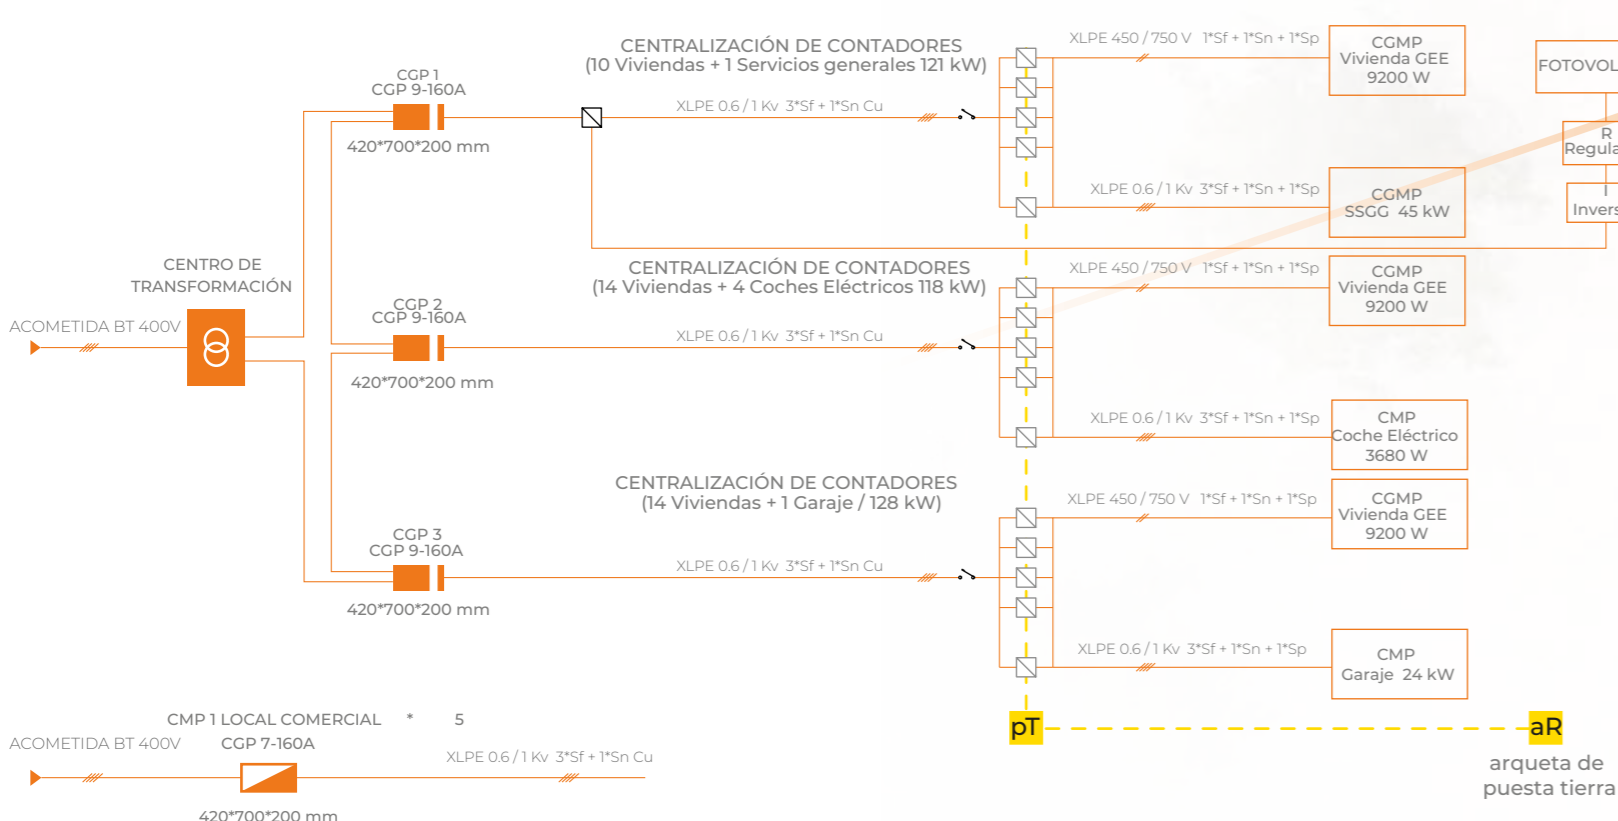 CENTRALIZACIÓN DE CONTADORES
(10 Viviendas + 1 Servicios generales 121 kW)
XLPE 450 / 750 V 1*Sf + 1*Sn + 1*Sp
CGMP
Vivienda GEE
9200 W
FOTOVOL
CGP 1
CGP 9-160A
420*700*200 mm
XLPE 0.6 / 1 Kv 3*Sf + 1*Sn Cu
R
Regula
XLPE 0.6 / 1 Kv 3*Sf + 1*Sn + 1*Sp
CGMP
SSGG 45 kW
I
Invers
CENTRO DE
TRANSFORMACIÓN
ACOMETIDA BT 400V
CENTRALIZACIÓN DE CONTADORES
(14 Viviendas + 4 Coches Eléctricos 118 kW)
XLPE 450 / 750 V 1*Sf + 1*Sn + 1*Sp
CGMP
Vivienda GEE
9200 W
CGP 2
CGP 9-160A
420*700*200 mm
XLPE 0.6 / 1 Kv 3*Sf + 1*Sn Cu
XLPE 0.6 / 1 Kv 3*Sf + 1*Sn + 1*Sp
CMP
Coche Eléctrico
3680 W
CENTRALIZACIÓN DE CONTADORES
(14 Viviendas + 1 Garaje / 128 kW)
XLPE 450 / 750 V 1*Sf + 1*Sn + 1*Sp
CGMP
Vivienda GEE
9200 W
CGP 3
CGP 9-160A
420*700*200 mm
XLPE 0.6 / 1 Kv 3*Sf + 1*Sn Cu
XLPE 0.6 / 1 Kv 3*Sf + 1*Sn + 1*Sp
CMP
Garaje 24 kW
pT
aR
arqueta de
puesta tierra
CMP 1 LOCAL COMERCIAL * 5
ACOMETIDA BT 400V
CGP 7-160A
XLPE 0.6 / 1 Kv 3*Sf + 1*Sn Cu
420*700*200 mm